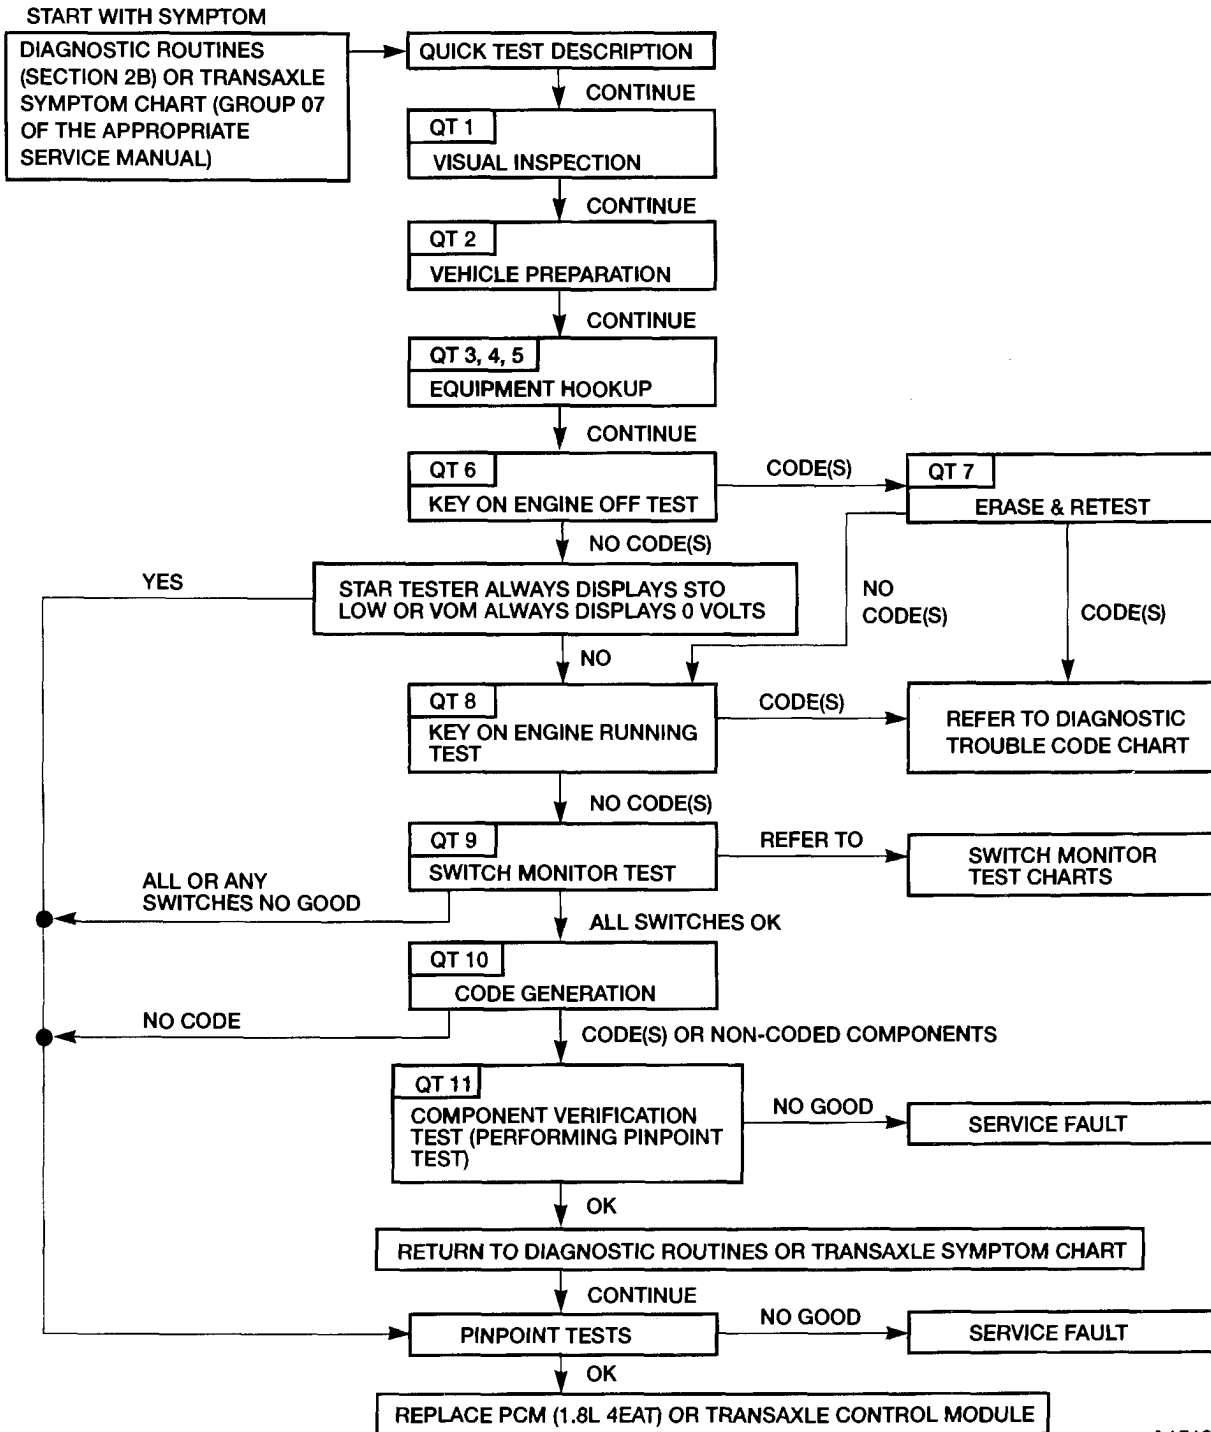 START WITH SYMPTOM
DIAGNOSTIC ROUTINES
(SECTION 2B) OR TRANSAXLE
SYMPTOM CHART (GROUP 07
OF THE APPROPRIATE
SERVICE MANUAL)
QUICK TEST DESCRIPTION
CONTINUE
QT 1
VISUAL INSPECTION
CONTINUE
QT 2
VEHICLE PREPARATION
CONTINUE
QT 3, 4, 5
EQUIPMENT HOOKUP
CONTINUE
QT 6
KEY ON ENGINE OFF TEST
CODE(S)
QT 7
ERASE & RETEST
NO CODE(S)
YES
STAR TESTER ALWAYS DISPLAYS STO
LOW OR VOM ALWAYS DISPLAYS 0 VOLTS
NO
CODE(S)
CODE(S)
NO
QT 8
KEY ON ENGINE RUNNING
TEST
CODE(S)
REFER TO DIAGNOSTIC
TROUBLE CODE CHART
NO CODE(S)
QT 9
SWITCH MONITOR TEST
REFER TO
SWITCH MONITOR
TEST CHARTS
ALL OR ANY
SWITCHES NO GOOD
ALL SWITCHES OK
QT 10
CODE GENERATION
NO CODE
CODE(S) OR NON-CODED COMPONENTS
QT 11
COMPONENT VERIFICATION
TEST (PERFORMING PINPOINT
TEST)
NO GOOD
SERVICE FAULT
OK
RETURN TO DIAGNOSTIC ROUTINES OR TRANSAXLE SYMPTOM CHART
CONTINUE
PINPOINT TESTS
NO GOOD
SERVICE FAULT
OK
REPLACE PCM (1.8L 4EAT) OR TRANSAXLE CONTROL MODULE